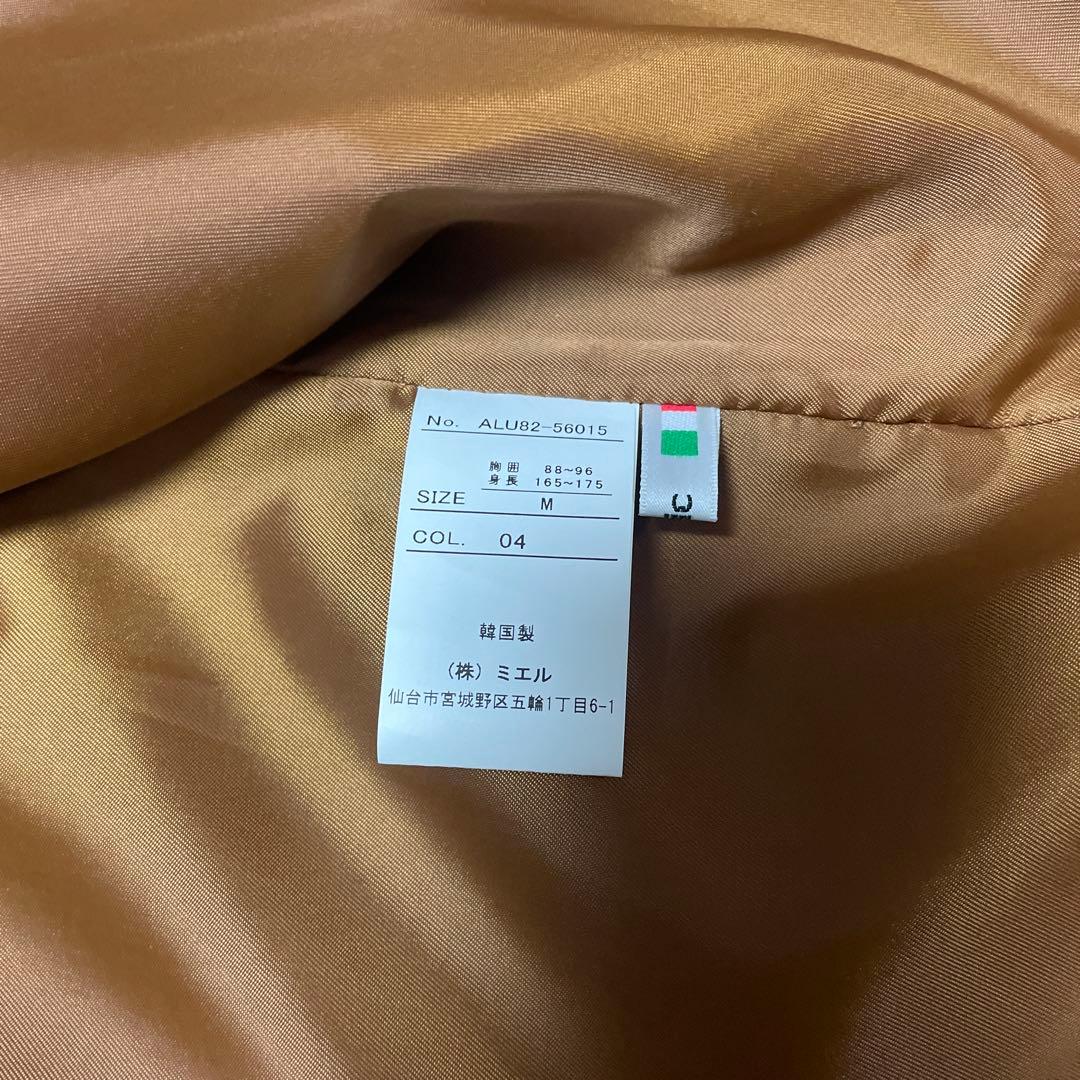 No. ALU82-56015
胸囲 88~96
身長 165~175
SIZE M
COL. 04
韓国製
(株) ミエル
仙台市宮城野区五輪1丁目6-1